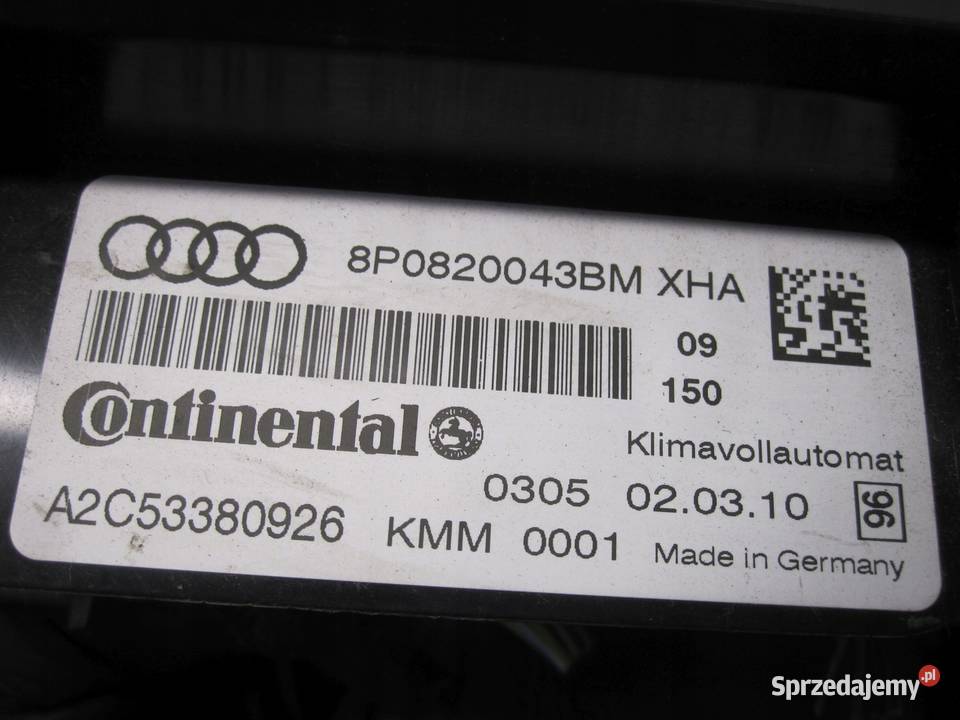 8P0820043BM XHA
09
150
Continental
Klimavollautomat
0305 02.03.10
96
A2C53380926 KMM 0001
Made in Germany
Sprzedajemy.pl